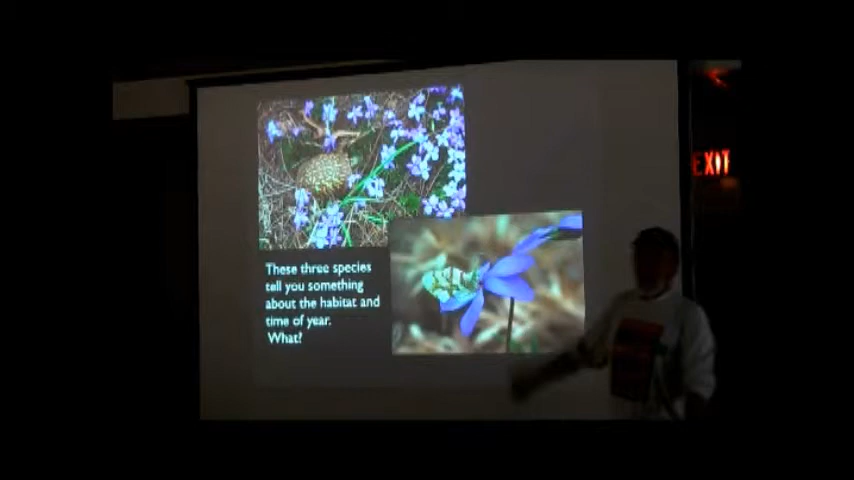 These three species
tell you something
about the habitat and
time of year.
What?
EXIT